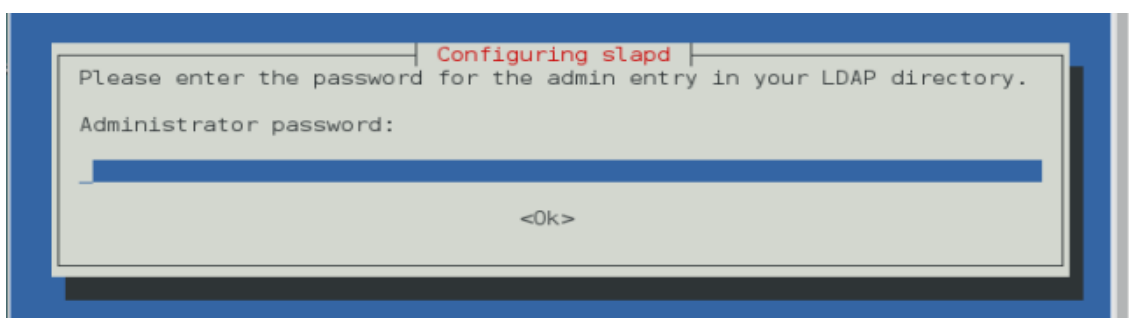 Configuring slapd
Please enter the password for the admin entry in your LDAP directory.
Administrator password:
<Ok>